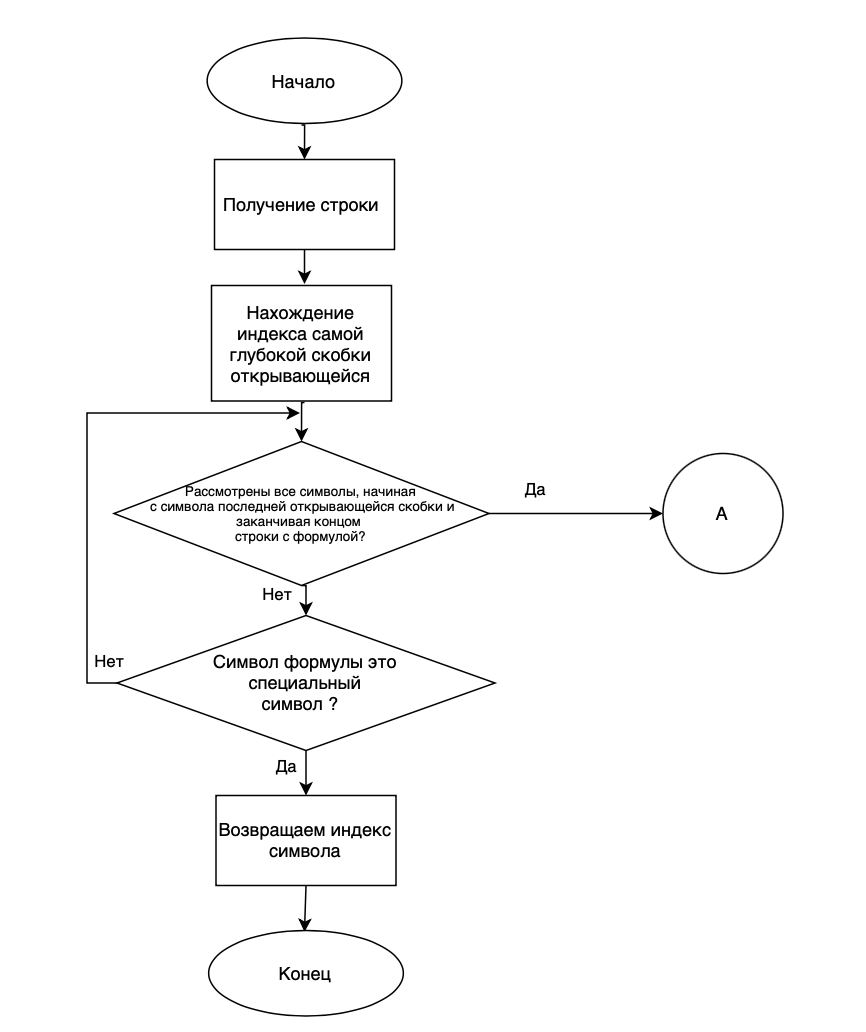 Начало
Получение строки
Нахождение
индекса самой
глубокой скобки
открывающейся
Рассмотрены все символы, начиная
с символа последней открывающейся скобки и
заканчивая концом
строки с формулой?
Да
А
Нет
Символ формулы это
специальный
символ ?
Нет
Да
Возвращаем индекс
символа
Конец